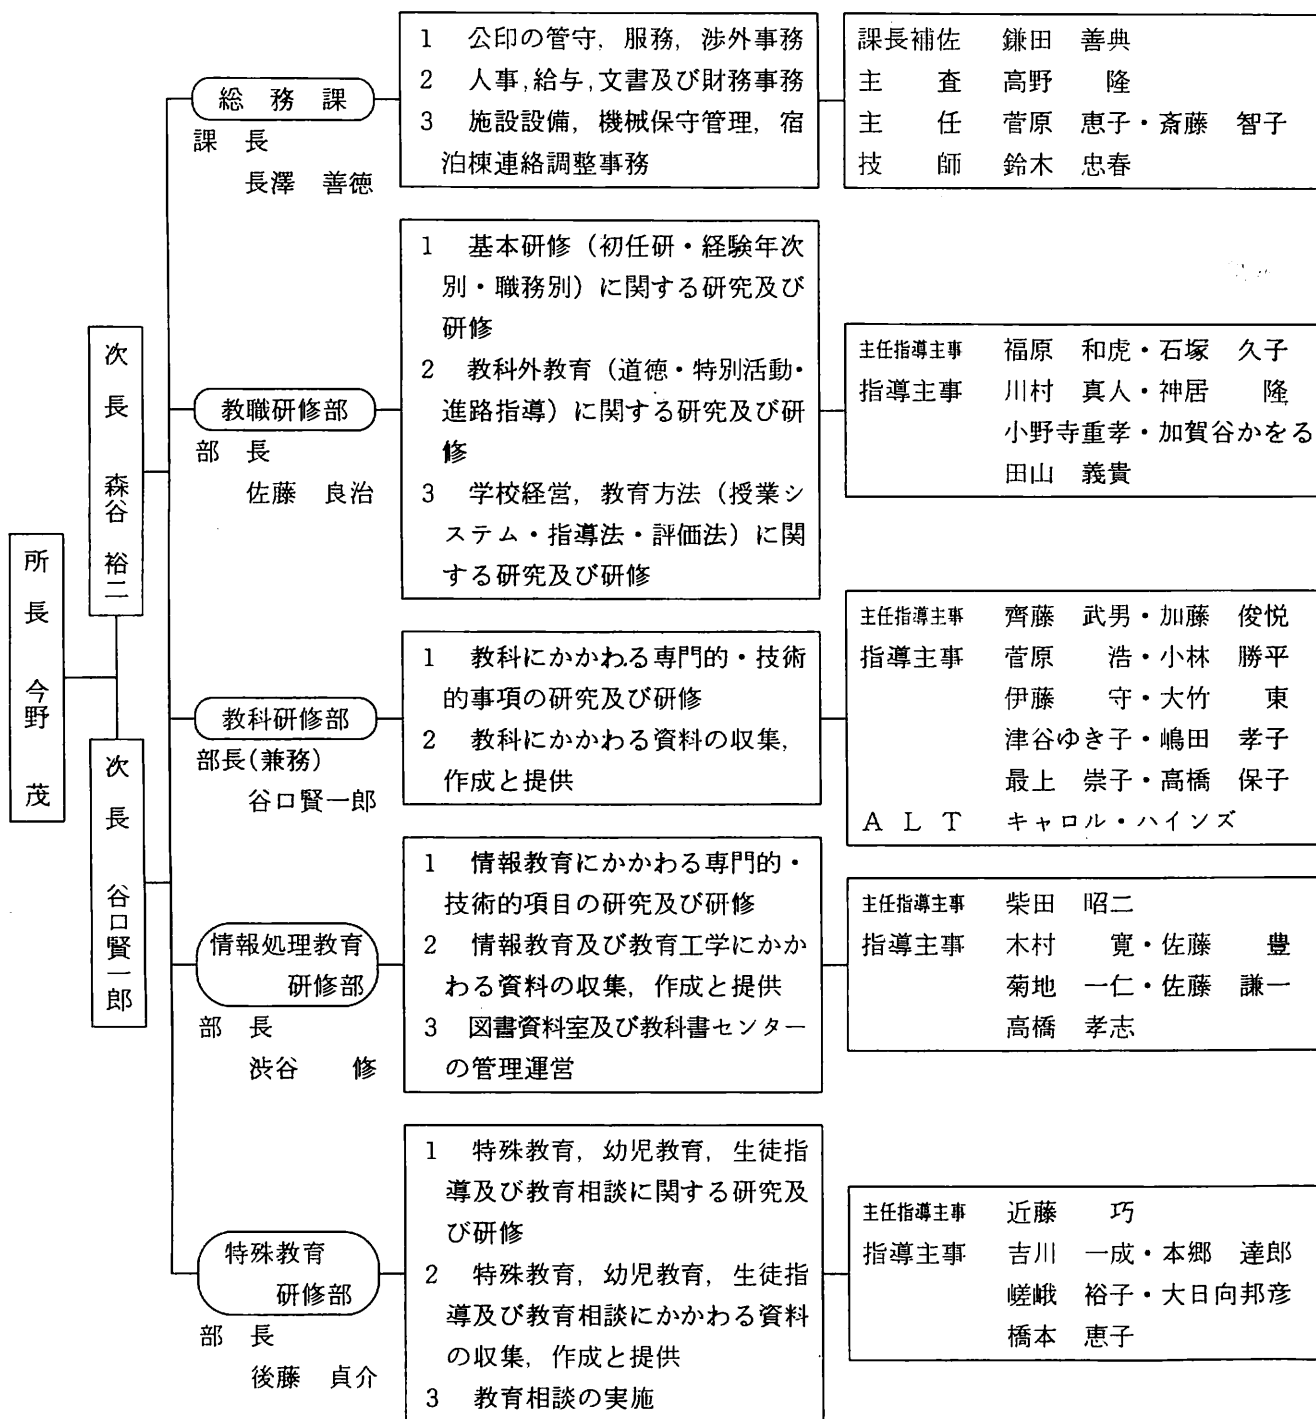 所長 今野 茂
次長 森谷 裕二
次長 谷口賢一郎
総務課
課長
長澤 善徳
1 公印の管守，服務，渉外事務
2 人事,給与,文書及び財務事務
3 施設設備，機械保守管理，宿
泊棟連絡調整事務
課長補佐 鎌田 善典
主査 高野 隆
主任 菅原 恵子・斎藤 智子
技師 鈴木 忠春
教職研修部
部長
佐藤 良治
1 基本研修（初任研・経験年次
別・職務別）に関する研究及び
研修
2 教科外教育（道徳・特別活動・
進路指導）に関する研究及び研
修
3 学校経営，教育方法（授業シ
ステム・指導法・評価法）に関
する研究及び研修
主任指導主事 福原 和虎・石塚 久子
指導主事 川村 真人・神居 隆
小野寺重孝・加賀谷かをる
田山 義貴
教科研修部
部長(兼務)
谷口賢一郎
1 教科にかかわる専門的・技術
的事項の研究及び研修
2 教科にかかわる資料の収集，
作成と提供
主任指導主事 齊藤 武男・加藤 俊悦
指導主事 菅原 浩・小林 勝平
伊藤 守・大竹 東
津谷ゆき子・嶋田 孝子
最上 崇子・高橋 保子
ALT キャロル・ハインズ
情報処理教育
研修部
部長
渋谷 修
1 情報教育にかかわる専門的・
技術的項目の研究及び研修
2 情報教育及び教育工学にかか
わる資料の収集，作成と提供
3 図書資料室及び教科書センター
の管理運営
主任指導主事 柴田 昭二
指導主事 木村 寛・佐藤 豊
菊地 一仁・佐藤 謙一
高橋 孝志
特殊教育
研修部
部長
後藤 貞介
1 特殊教育，幼児教育，生徒指
導及び教育相談に関する研究及
び研修
2 特殊教育，幼児教育，生徒指
導及び教育相談にかかわる資料
の収集，作成と提供
3 教育相談の実施
主任指導主事 近藤 巧
指導主事 吉川 一成・本郷 達郎
嵯峨 裕子・大日向邦彦
橋本 恵子